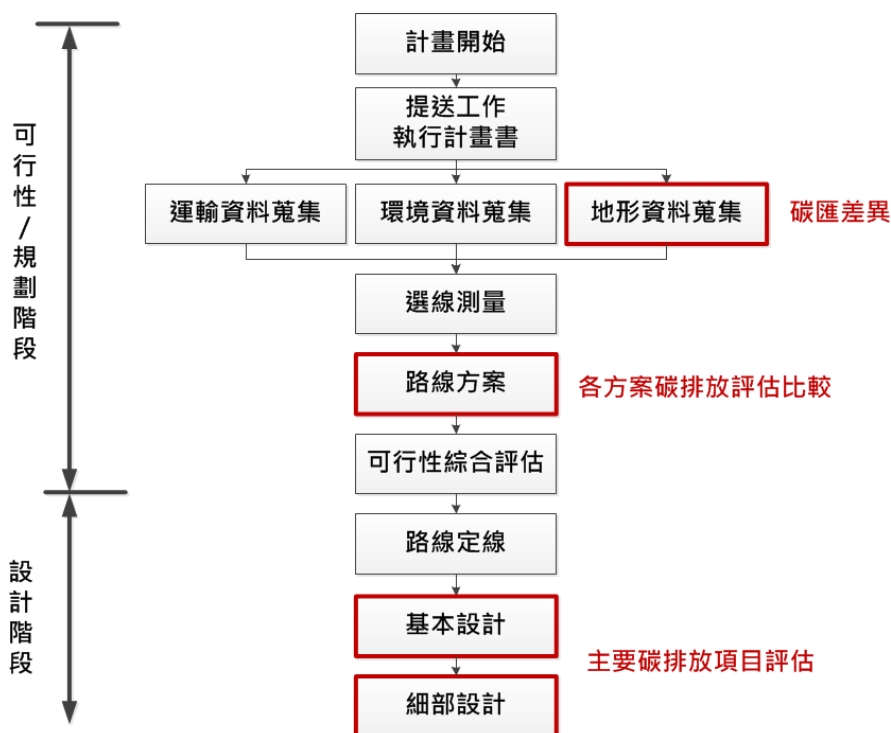 計畫開始
提送工作
執行計畫書
可行性/規劃階段
運輸資料蒐集
環境資料蒐集
地形資料蒐集
碳匯差異
選線測量
路線方案
各方案碳排放評估比較
可行性綜合評估
設計階段
路線定線
基本設計
主要碳排放項目評估
細部設計